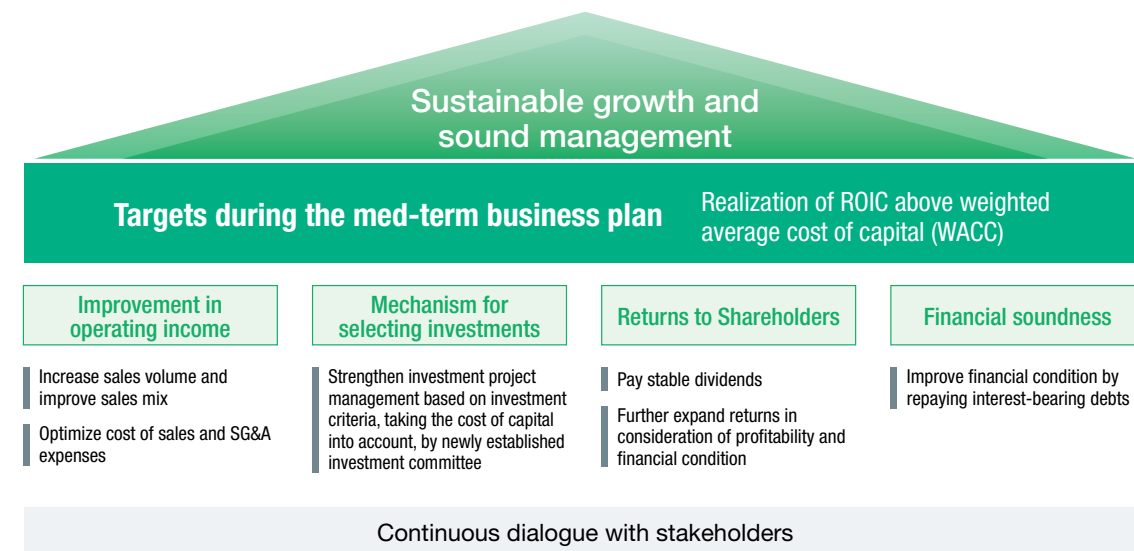 Sustainable growth and
sound management
Targets during the med-term business plan
Realization of ROIC above weighted
average cost of capital (WACC)
Improvement in
operating income
Increase sales volume and
improve sales mix
Optimize cost of sales and SG&A
expenses
Mechanism for
selecting investments
Strengthen investment project
management based on investment
criteria, taking the cost of capital
into account, by newly established
investment committee
Returns to Shareholders
Pay stable dividends
Further expand returns in
consideration of profitability and
financial condition
Financial soundness
Improve financial condition by
repaying interest-bearing debts
Continuous dialogue with stakeholders